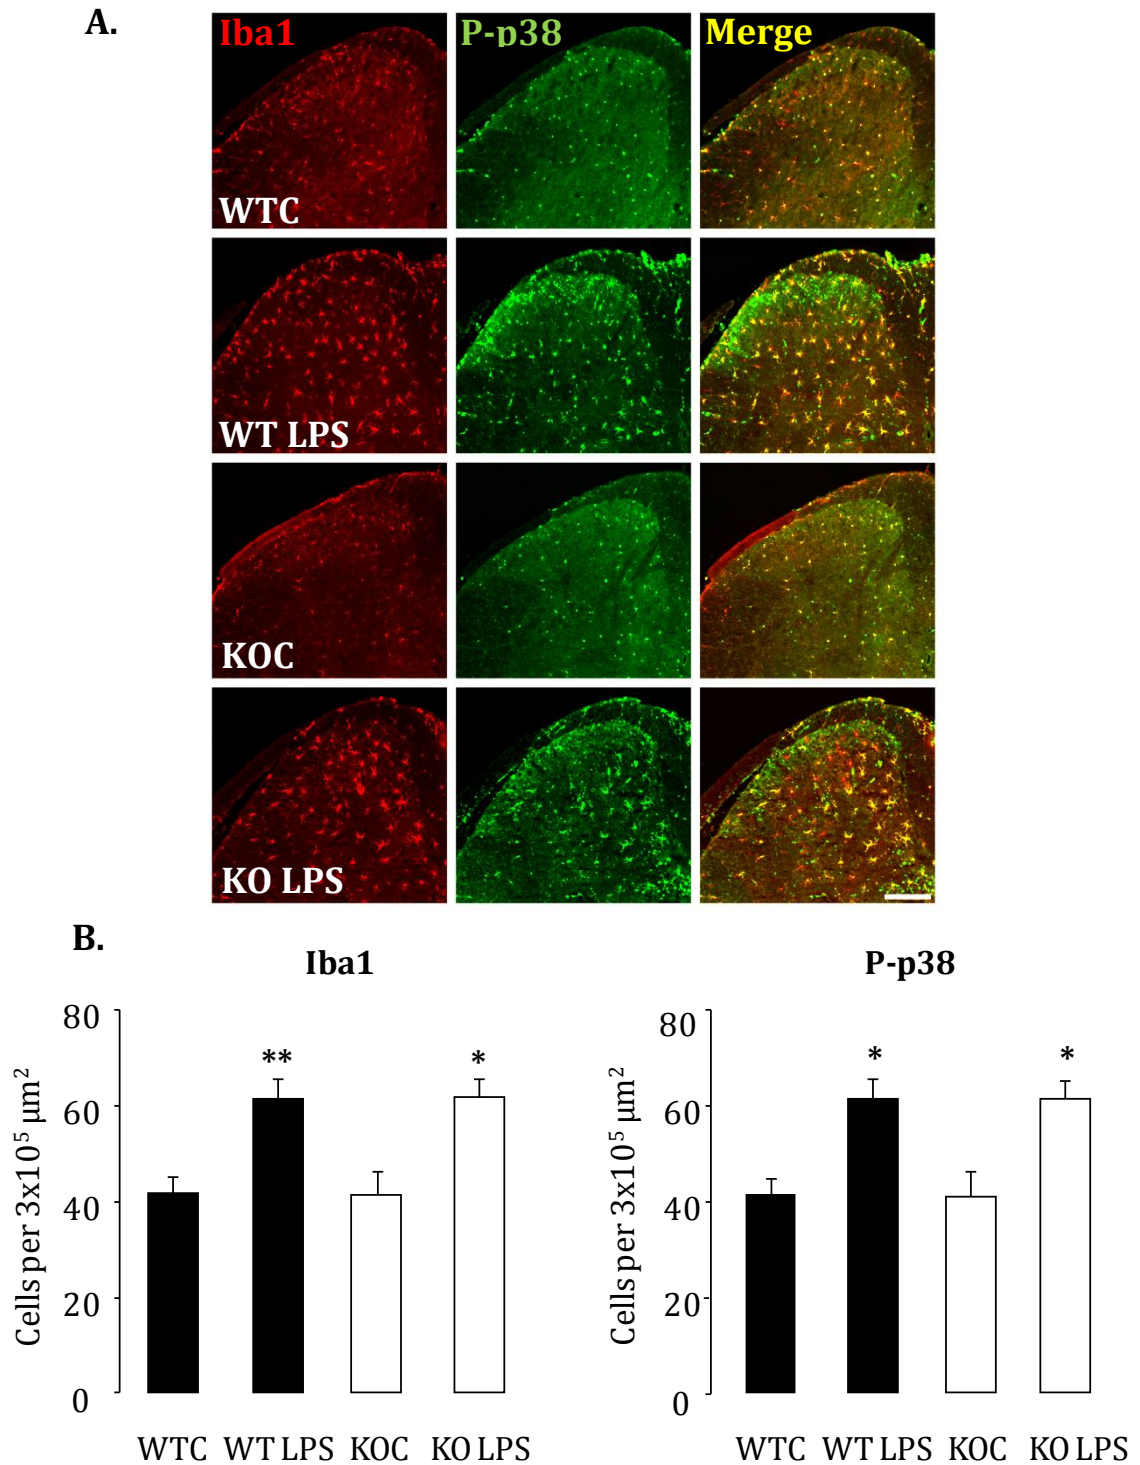 A.
Iba1 P-p38 Merge
WTC
WT LPS
KOC
KO LPS
B.
Iba1
80
60
40
20
0
Cells per 3x10⁵ µm²
** *
WTC WT LPS KOC KO LPS
P-p38
80
60
40
20
0
Cells per 3x10⁵ µm²
* *
WTC WT LPS KOC KO LPS